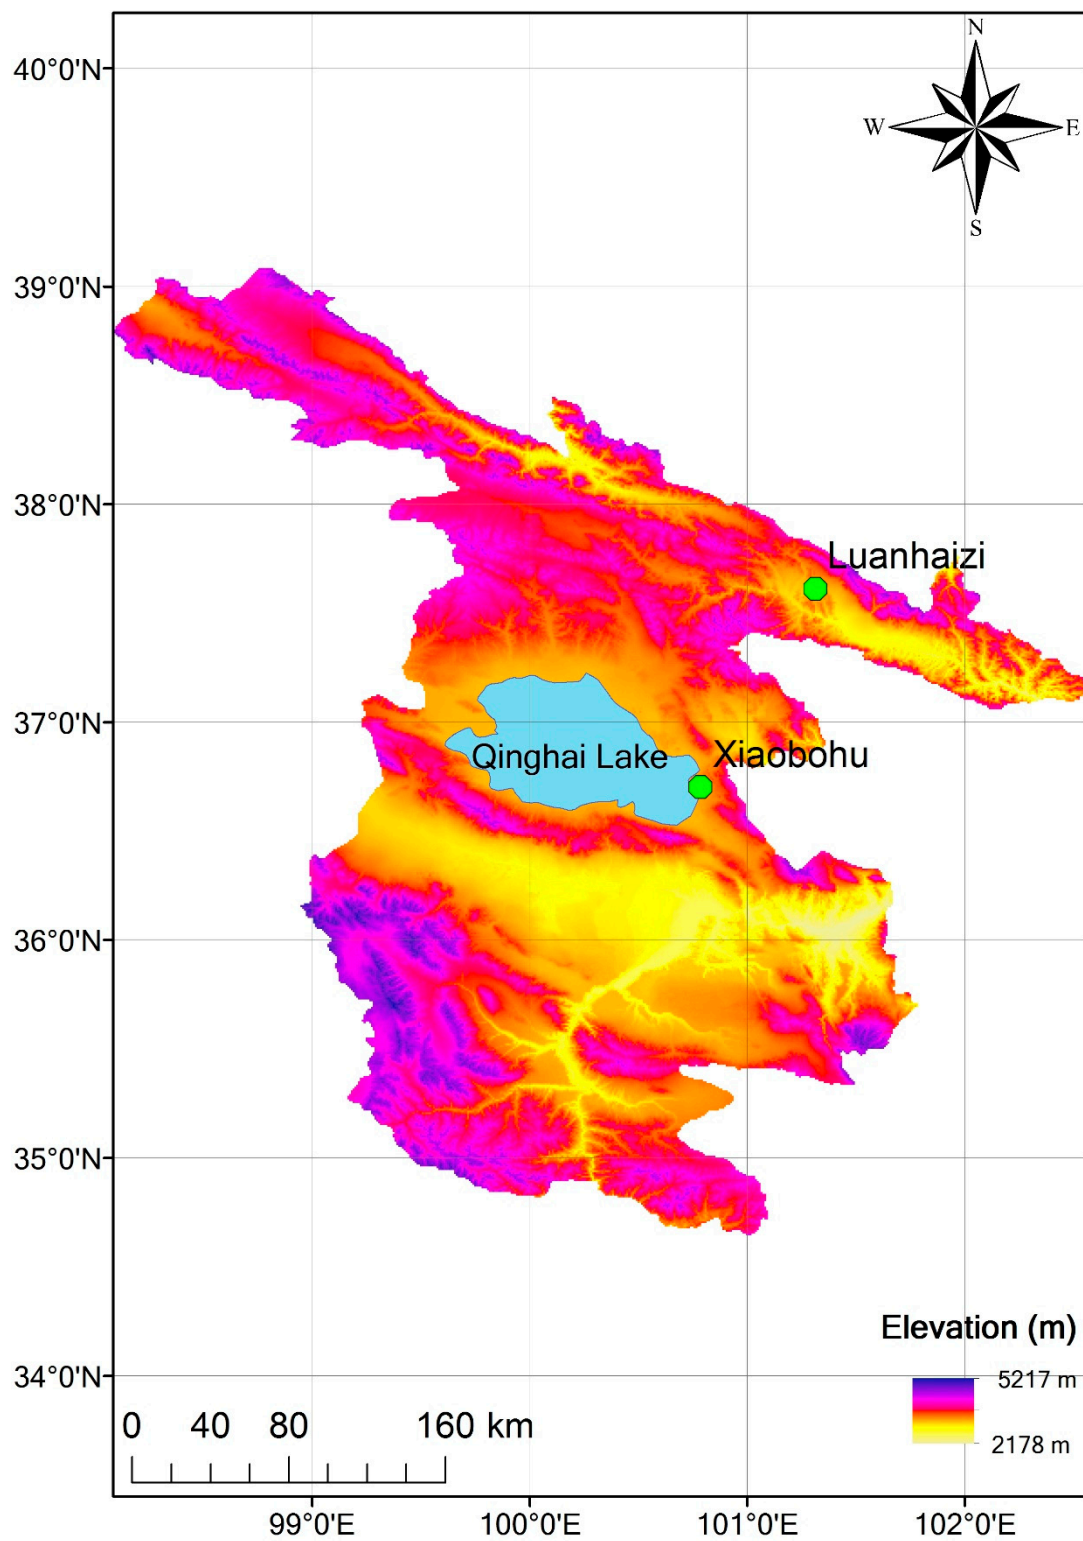 N
W
E
S
40°0'N
39°0'N
38°0'N
37°0'N
36°0'N
35°0'N
34°0'N
Luanhaizi
Qinghai Lake
Xiaobohu
Elevation (m)
5217 m
2178 m
0 40 80 160 km
99°0'E 100°0'E 101°0'E 102°0'E